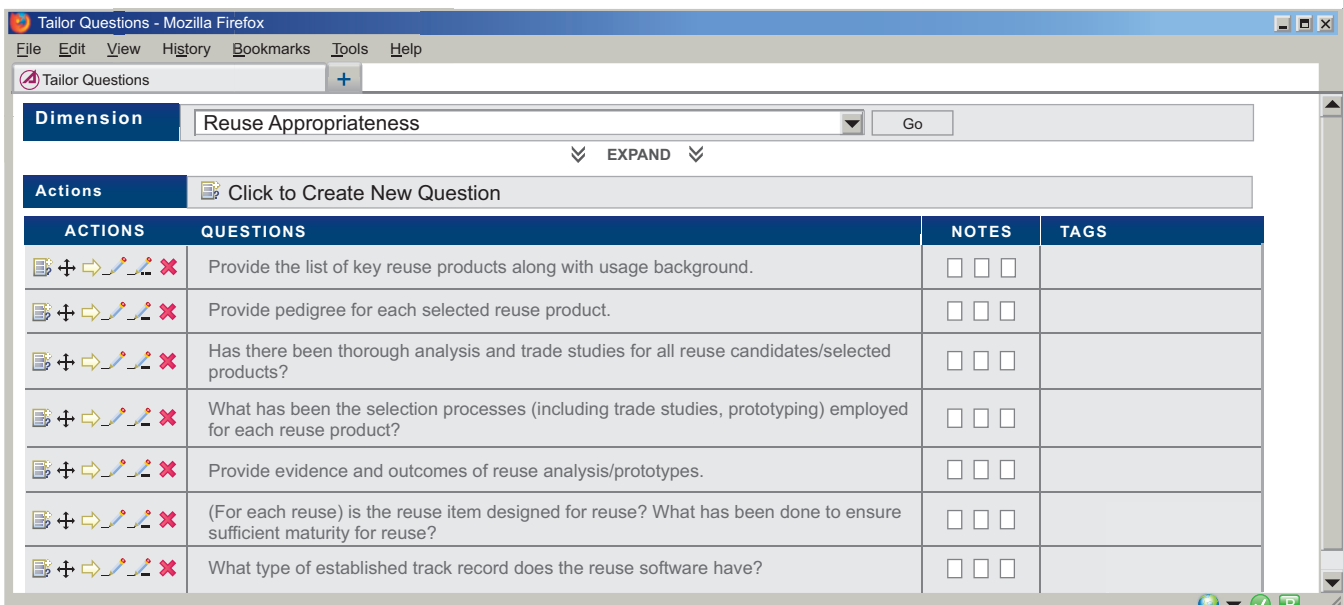 Tailor Questions - Mozilla Firefox
File Edit View History Bookmarks Tools Help
Tailor Questions
Dimension Reuse Appropriateness Go
EXPAND
Actions Click to Create New Question
ACTIONS QUESTIONS NOTES TAGS
Provide the list of key reuse products along with usage background.
Provide pedigree for each selected reuse product.
Has there been thorough analysis and trade studies for all reuse candidates/selected
products?
What has been the selection processes (including trade studies, prototyping) employed
for each reuse product?
Provide evidence and outcomes of reuse analysis/prototypes.
(For each reuse) is the reuse item designed for reuse? What has been done to ensure
sufficient maturity for reuse?
What type of established track record does the reuse software have?